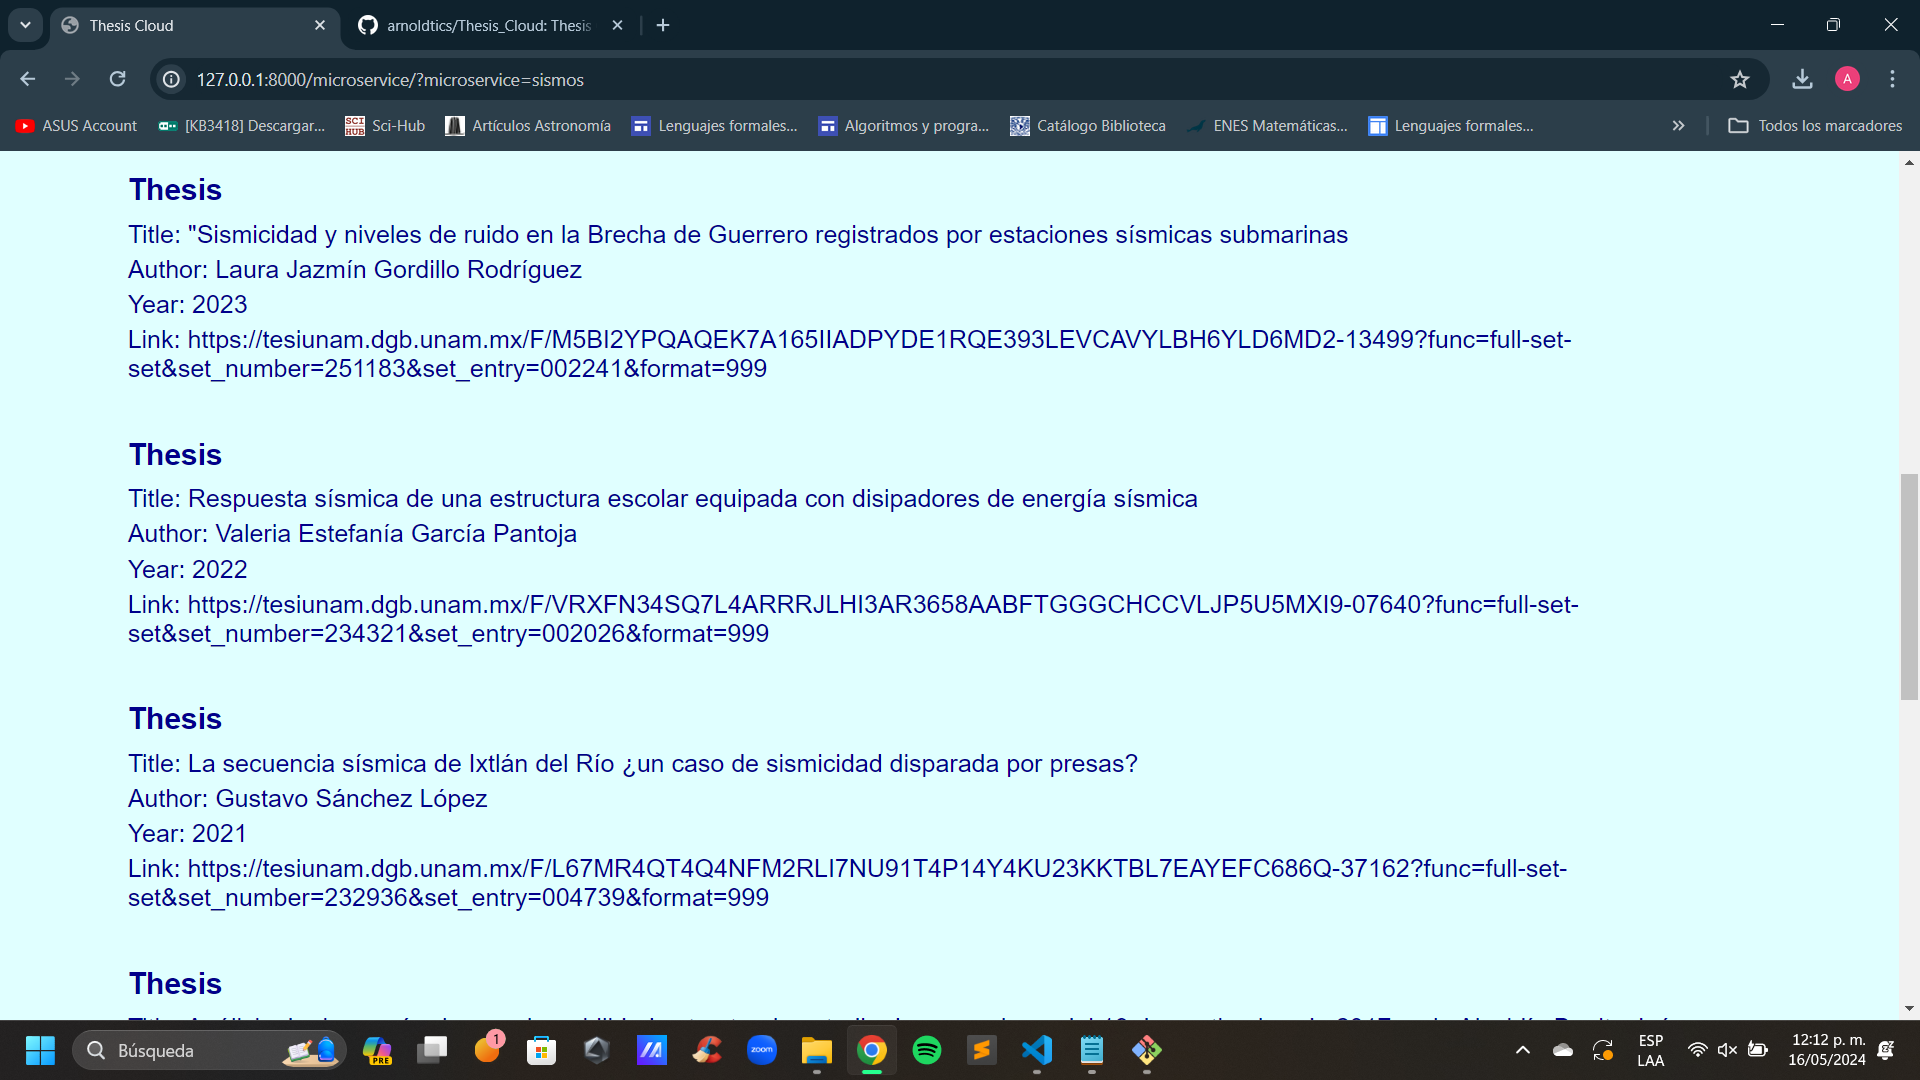 Thesis Cloud
arnoldtics/Thesis_Cloud: Thesis
127.0.0.1:8000/microservice/?microservice=sismos
A
ASUS Account
[KB3418] Descargar...
SCI HUB Sci-Hub
Artículos Astronomía
Lenguajes formales...
Algoritmos y progra...
Catálogo Biblioteca
ENES Matemáticas...
Lenguajes formales...
Todos los marcadores
Thesis
Title: "Sismicidad y niveles de ruido en la Brecha de Guerrero registrados por estaciones sísmicas submarinas
Author: Laura Jazmín Gordillo Rodríguez
Year: 2023
Link: https://tesiunam.dgb.unam.mx/F/M5BI2YPQAQEK7A165IIADPYDE1RQE393LEVCAVYLBH6YLD6MD2-13499?func=full-set-
set&set_number=251183&set_entry=002241&format=999
Thesis
Title: Respuesta sísmica de una estructura escolar equipada con disipadores de energía sísmica
Author: Valeria Estefanía García Pantoja
Year: 2022
Link: https://tesiunam.dgb.unam.mx/F/VRXFN34SQ7L4ARRRJLHI3AR3658AABFTGGGCHCCVLJP5U5MXI9-07640?func=full-set-
set&set_number=234321&set_entry=002026&format=999
Thesis
Title: La secuencia sísmica de Ixtlán del Río ¿un caso de sismicidad disparada por presas?
Author: Gustavo Sánchez López
Year: 2021
Link: https://tesiunam.dgb.unam.mx/F/L67MR4QT4Q4NFM2RLI7NU91T4P14Y4KU23KKTBL7EAYEFC686Q-37162?func=full-set-
set&set_number=232936&set_entry=004739&format=999
Thesis
Búsqueda
PRE
1
zoom
ESP
LAA
12:12 p. m.
16/05/2024